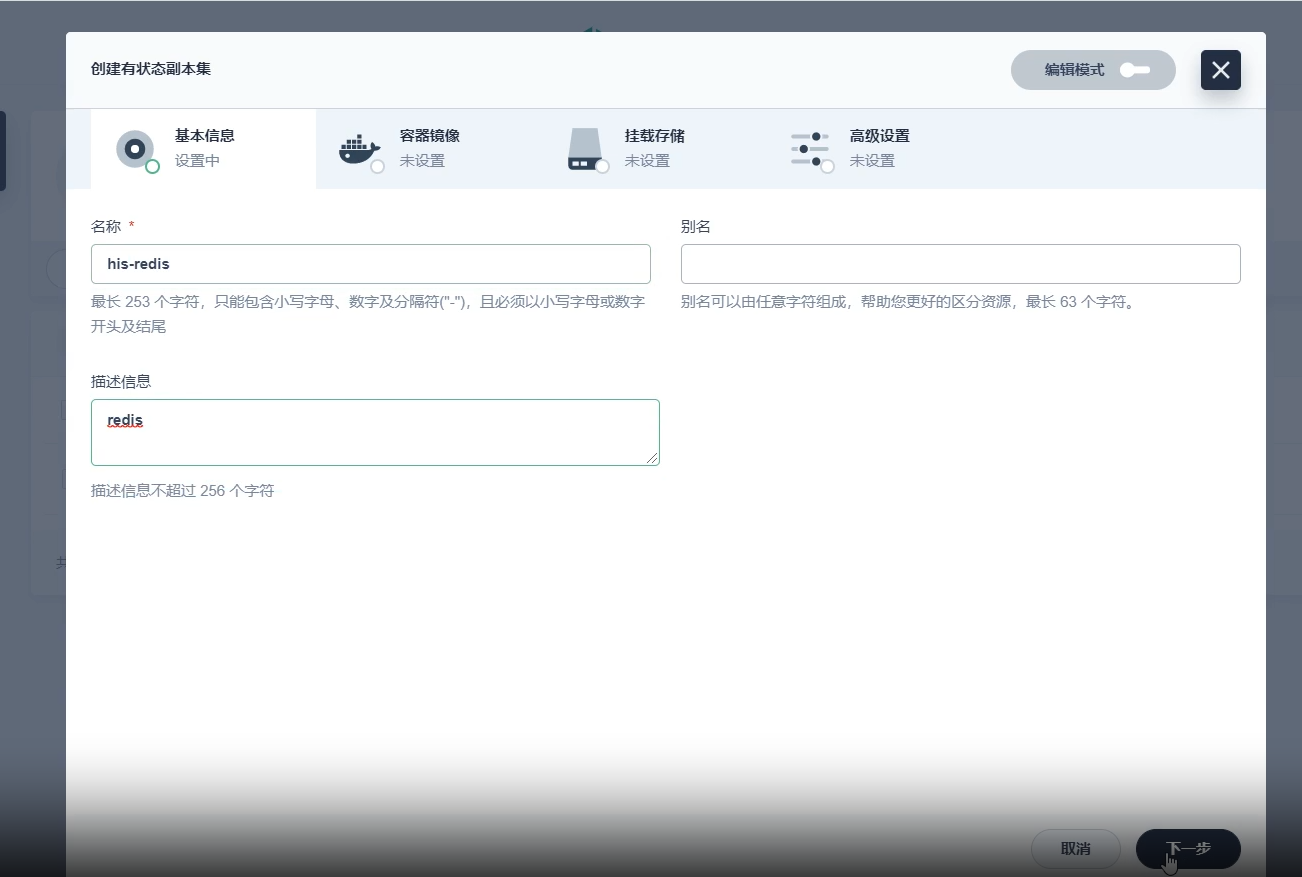 创建有状态副本集
编辑模式
基本信息
设置中
容器镜像
未设置
挂载存储
未设置
高级设置
未设置
名称 *
his-redis
最长 253 个字符，只能包含小写字母、数字及分隔符("-")，且必须以小写字母或数字
开头及结尾
别名
别名可以由任意字符组成，帮助您更好的区分资源，最长 63 个字符。
描述信息
redis
描述信息不超过 256 个字符
共
取消
下一步